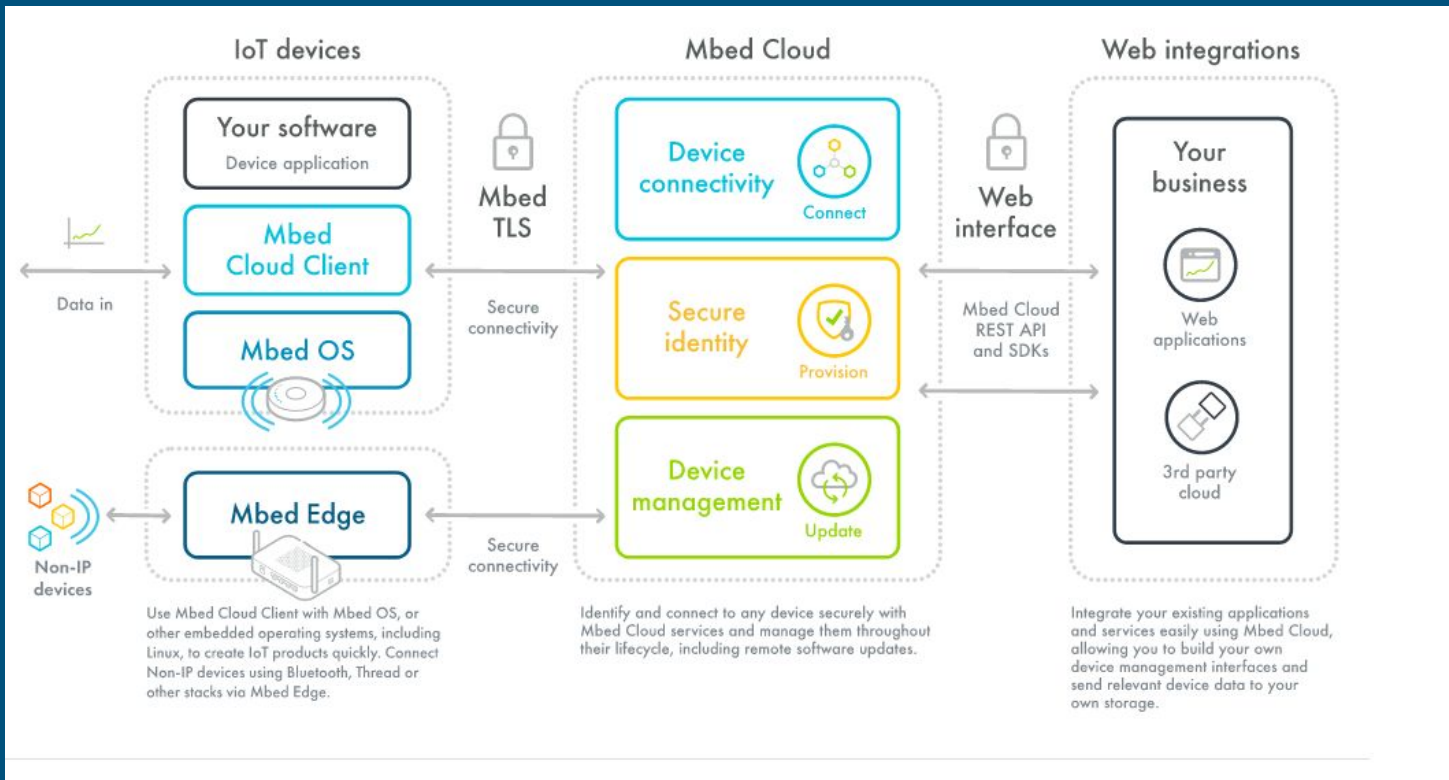 IoT devices
Your software
Device application
Mbed
Cloud Client
Mbed OS
Data in
Mbed Edge
Non-IP
devices
Use Mbed Cloud Client with Mbed OS, or
other embedded operating systems, including
Linux, to create IoT products quickly. Connect
Non-IP devices using Bluetooth, Thread or
other stacks via Mbed Edge.
Mbed
TLS
Secure
connectivity
Secure
connectivity
Mbed Cloud
Device
connectivity
Connect
Secure
identity
Provision
Device
management
Update
Identify and connect to any device securely with
Mbed Cloud services and manage them throughout
their lifecycle, including remote software updates.
Web
interface
Mbed Cloud
REST API
and SDKs
Web integrations
Your
business
Web
applications
3rd party
cloud
Integrate your existing applications
and services easily using Mbed Cloud,
allowing you to build your own
device management interfaces and
send relevant device data to your
own storage.